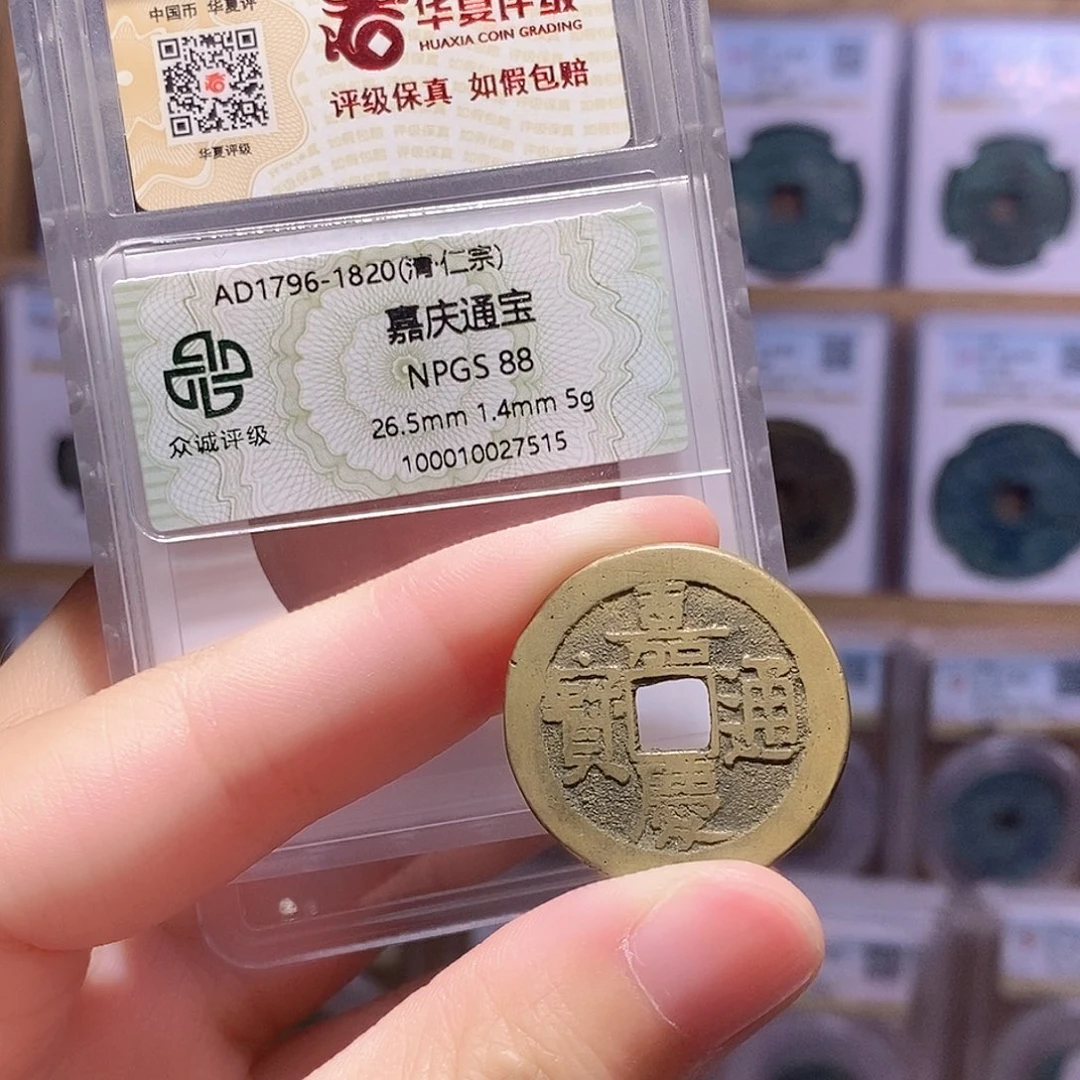 中国币 华夏评
华夏评级
HUAXIA COIN GRADING
评级保真 如假包赔
华夏评级
AD1796-1820(清·仁宗)
嘉庆通宝
NPGS 88
26.5mm 1.4mm 5g
100010027515
众诚评级
嘉慶通寶